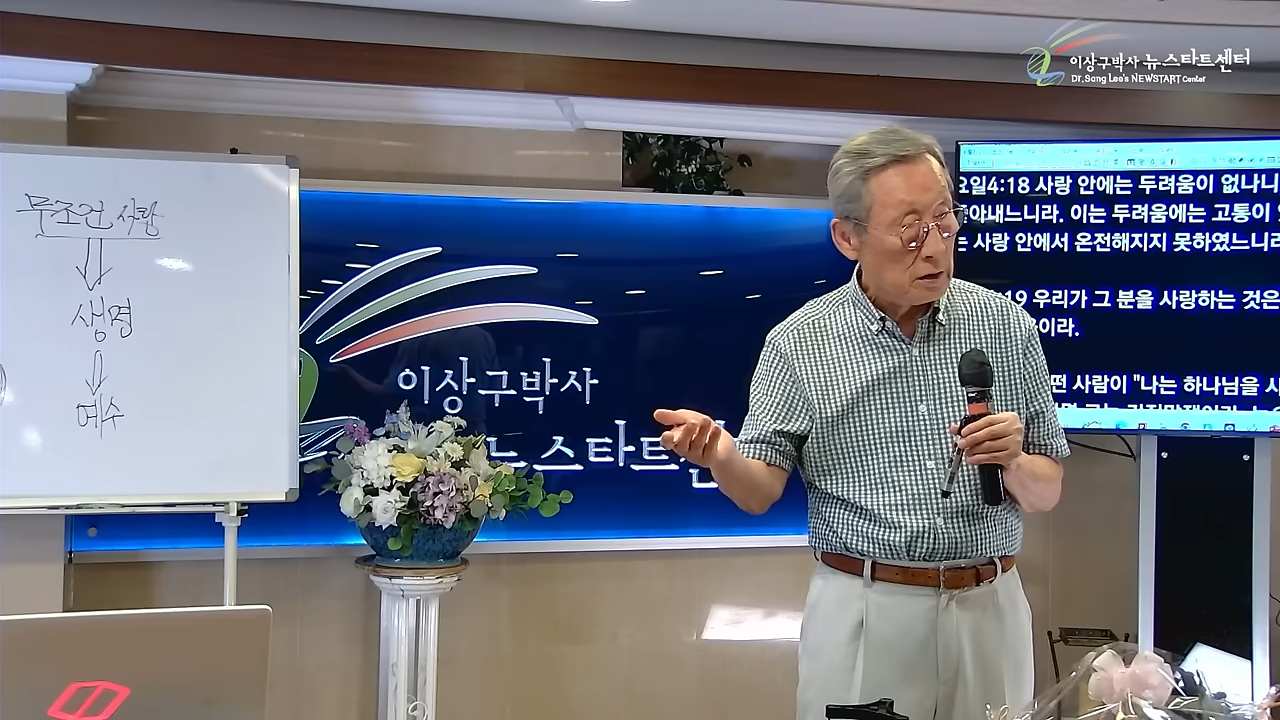 이상구박사 뉴스타트센터
Dr. Sang Lee's NEWSTART Center
무조건 사랑
생명
예수
이상구박사
뉴스타트센
요일4:18 사랑 안에는 두려움이 없나니
아내느니라. 이는 두려움에는 고통이
는 사랑 안에서 온전해지지 못하였느니라
19 우리가 그 분을 사랑하는 것은
이라.
떤 사람이 "나는 하나님을 사